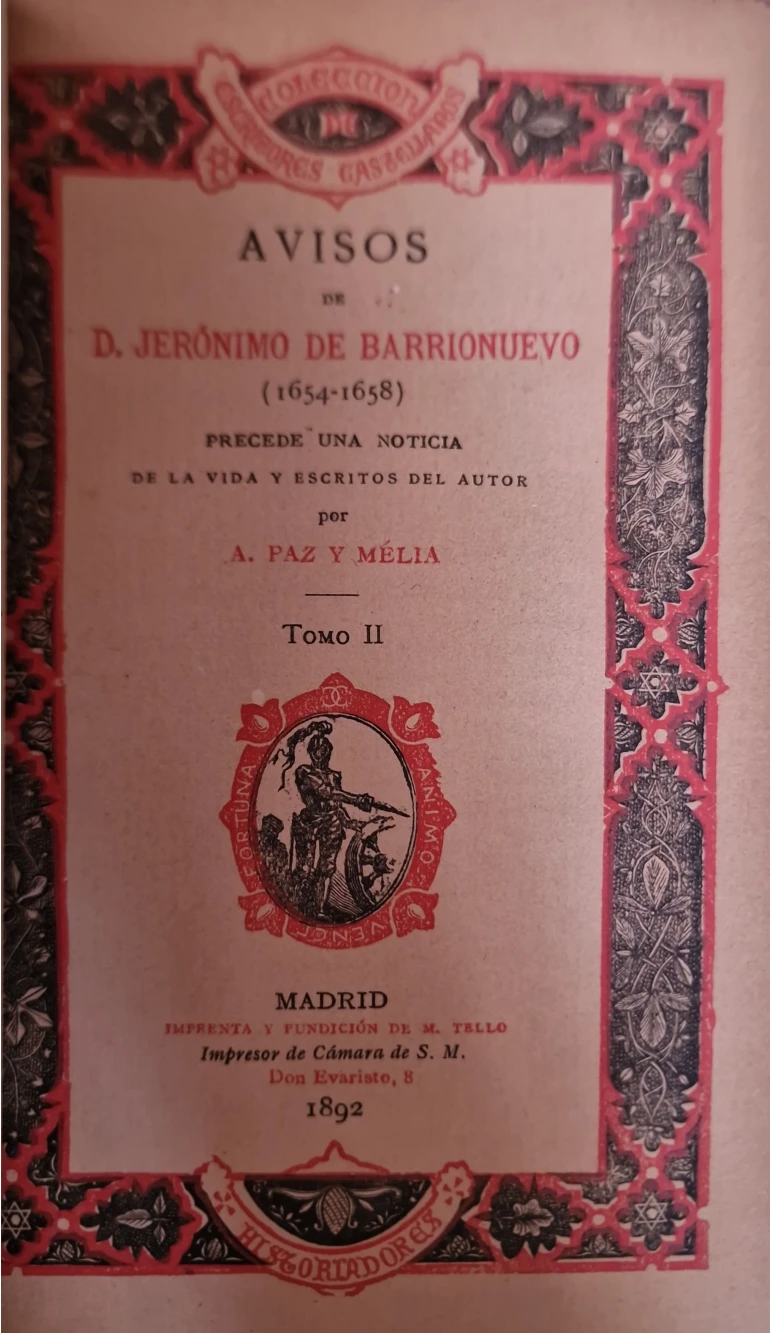 COLECCION
DE
ESCRITORES CASTELLANOS
AVISOS
DE
D. JERÓNIMO DE BARRIONUEVO
(1654-1658)
PRECEDE UNA NOTICIA
DE LA VIDA Y ESCRITOS DEL AUTOR
por
A. PAZ Y MÉLIA
TOMO II
FORTUNA
ANIMO
VENCE
MADRID
IMPRENTA Y FUNDICIÓN DE M. TELLO
Impresor de Cámara de S. M.
Don Evaristo, 8
1892
HISTORIADORES